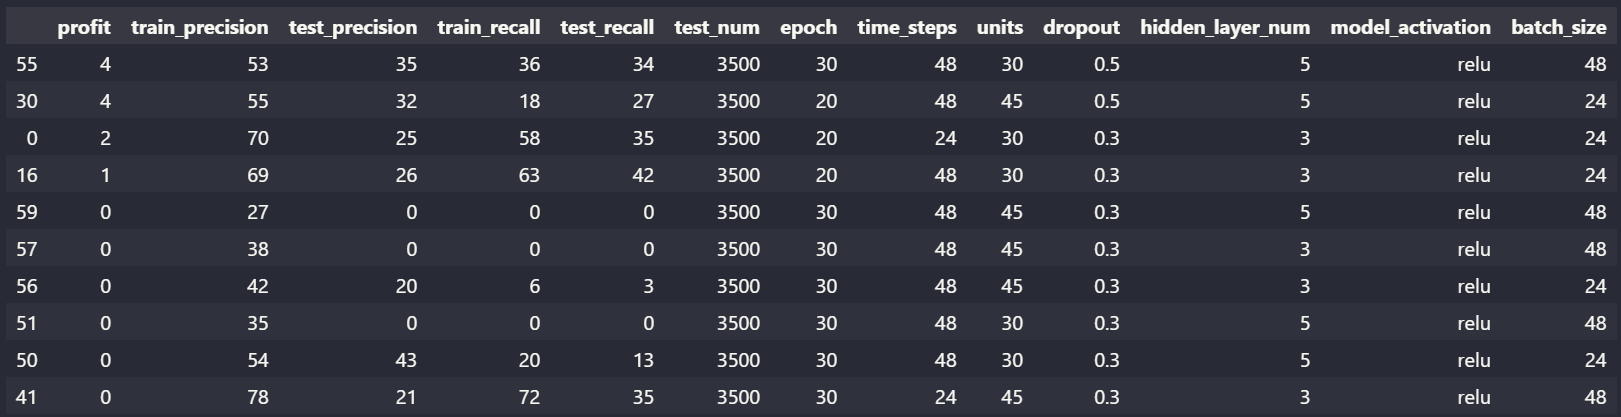 profit train_precision test_precision train_recall test_recall test_num epoch time_steps units dropout hidden_layer_num model_activation batch_size
55 4 53 35 36 34 3500 30 48 30 0.5 5 relu 48
30 4 55 32 18 27 3500 20 48 45 0.5 5 relu 24
0 2 70 25 58 35 3500 20 24 30 0.3 3 relu 24
16 1 69 26 63 42 3500 20 48 30 0.3 3 relu 24
59 0 27 0 0 0 3500 30 48 45 0.3 5 relu 48
57 0 38 0 0 0 3500 30 48 45 0.3 3 relu 48
56 0 42 20 6 3 3500 30 48 45 0.3 3 relu 24
51 0 35 0 0 0 3500 30 48 30 0.3 5 relu 48
50 0 54 43 20 13 3500 30 48 30 0.3 5 relu 24
41 0 78 21 72 35 3500 30 24 45 0.3 3 relu 48